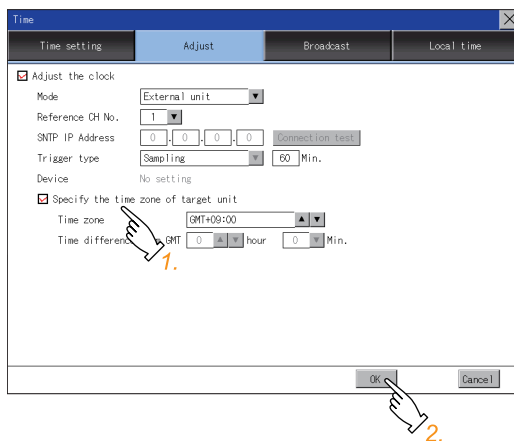 Time
Time setting Adjust Broadcast Local time
Adjust the clock
Mode External unit
Reference CH No. 1
SNTP IP Address 0 . 0 . 0 . 0 Connection test
Trigger type Sampling 60 Min.
Device No setting
Specify the time zone of target unit
Time zone GMT+09:00
Time differenc GMT 0 hour 0 Min.
1.
OK Cancel
2.